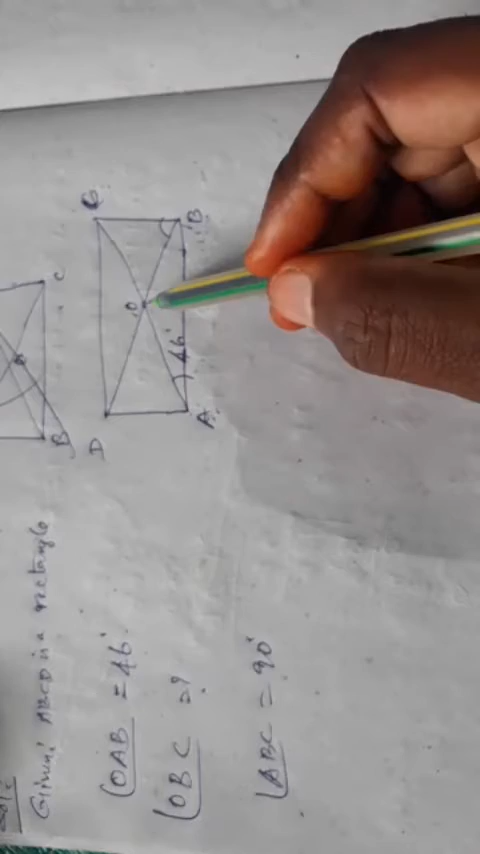 C
B
C
B
O
46°
D
A
Given: ABCD is a rectangle
∠OAB = 46°.
∠OBC = ?
∠ABC = 90°